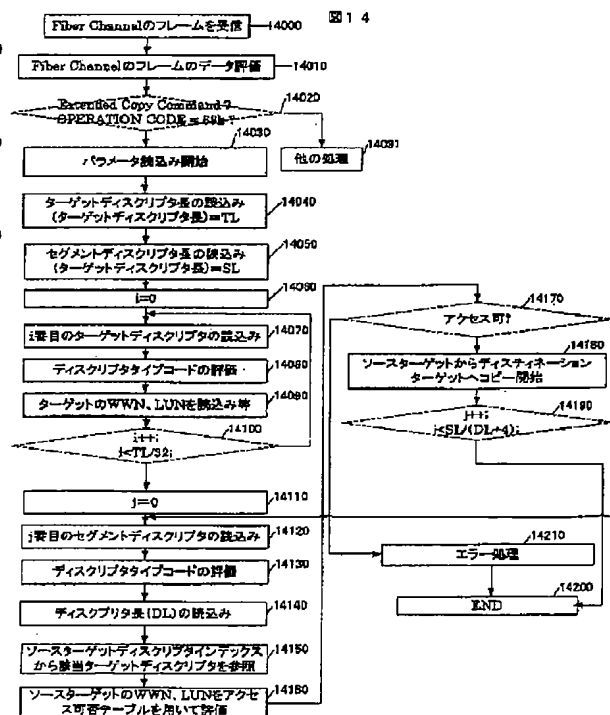 図14
Fiber Channelのフレームを受信
14000
Fiber Channelのフレームのデータ評価
14010
Extended Copy Command?
OPERATION CODE = 83h?
14020
14030
パラメータ読込み開始
他の処理
14031
ターゲットディスクリプタ長の読込み
(ターゲットディスクリプタ長)=TL
14040
セグメントディスクリプタ長の読込み
(ターゲットディスクリプタ長)=SL
14050
i=0
14060
i番目のターゲットディスクリプタの読込み
14070
ディスクリプタタイプコードの評価
14080
ターゲットのWWN、LUNを読込み等
14090
i++;
i<TL/32;
14100
j=0
14110
j番目のセグメントディスクリプタの読込み
14120
ディスクリプタタイプコードの評価
14130
ディスクプリタ長(DL)の読込み
14140
ソースターゲットディスクリプタインデックス
から該当ターゲットディスクリプタを参照
14150
ソースターゲットのWWN、LUNをアクセ
ス可否テーブルを用いて評価
14160
アクセス可?
14170
ソースターゲットからディスティネーション
ターゲットへコピー開始
14180
j++;
j<SL/(DL+4);
14190
エラー処理
14210
END
14200